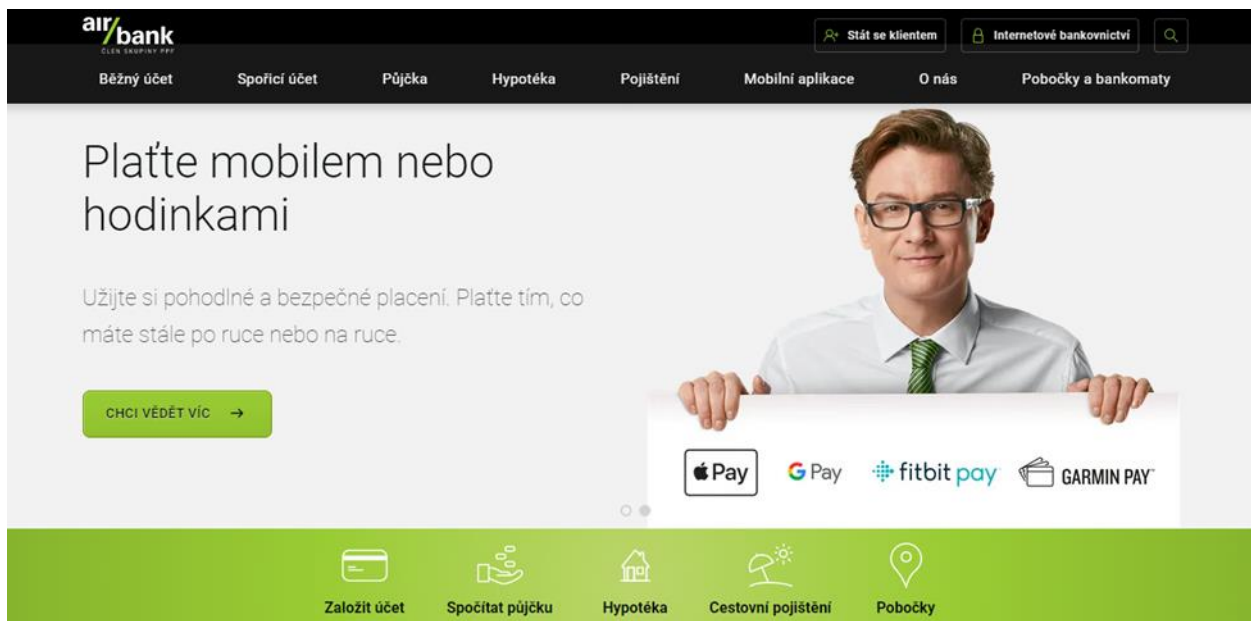 air bank
ČLEN SKUPINY PPF
Stát se klientem
Internetové bankovnictví
Běžný účet
Spořicí účet
Půjčka
Hypotéka
Pojištění
Mobilní aplikace
O nás
Pobočky a bankomaty
Plaťte mobilem nebo
hodinkami
Užijte si pohodlné a bezpečné placení. Plaťte tím, co
máte stále po ruce nebo na ruce.
CHCI VĚDĚT VÍC →
Pay
G Pay
fitbit pay
GARMIN PAY™
Založit účet
Spočítat půjčku
Hypotéka
Cestovní pojištění
Pobočky